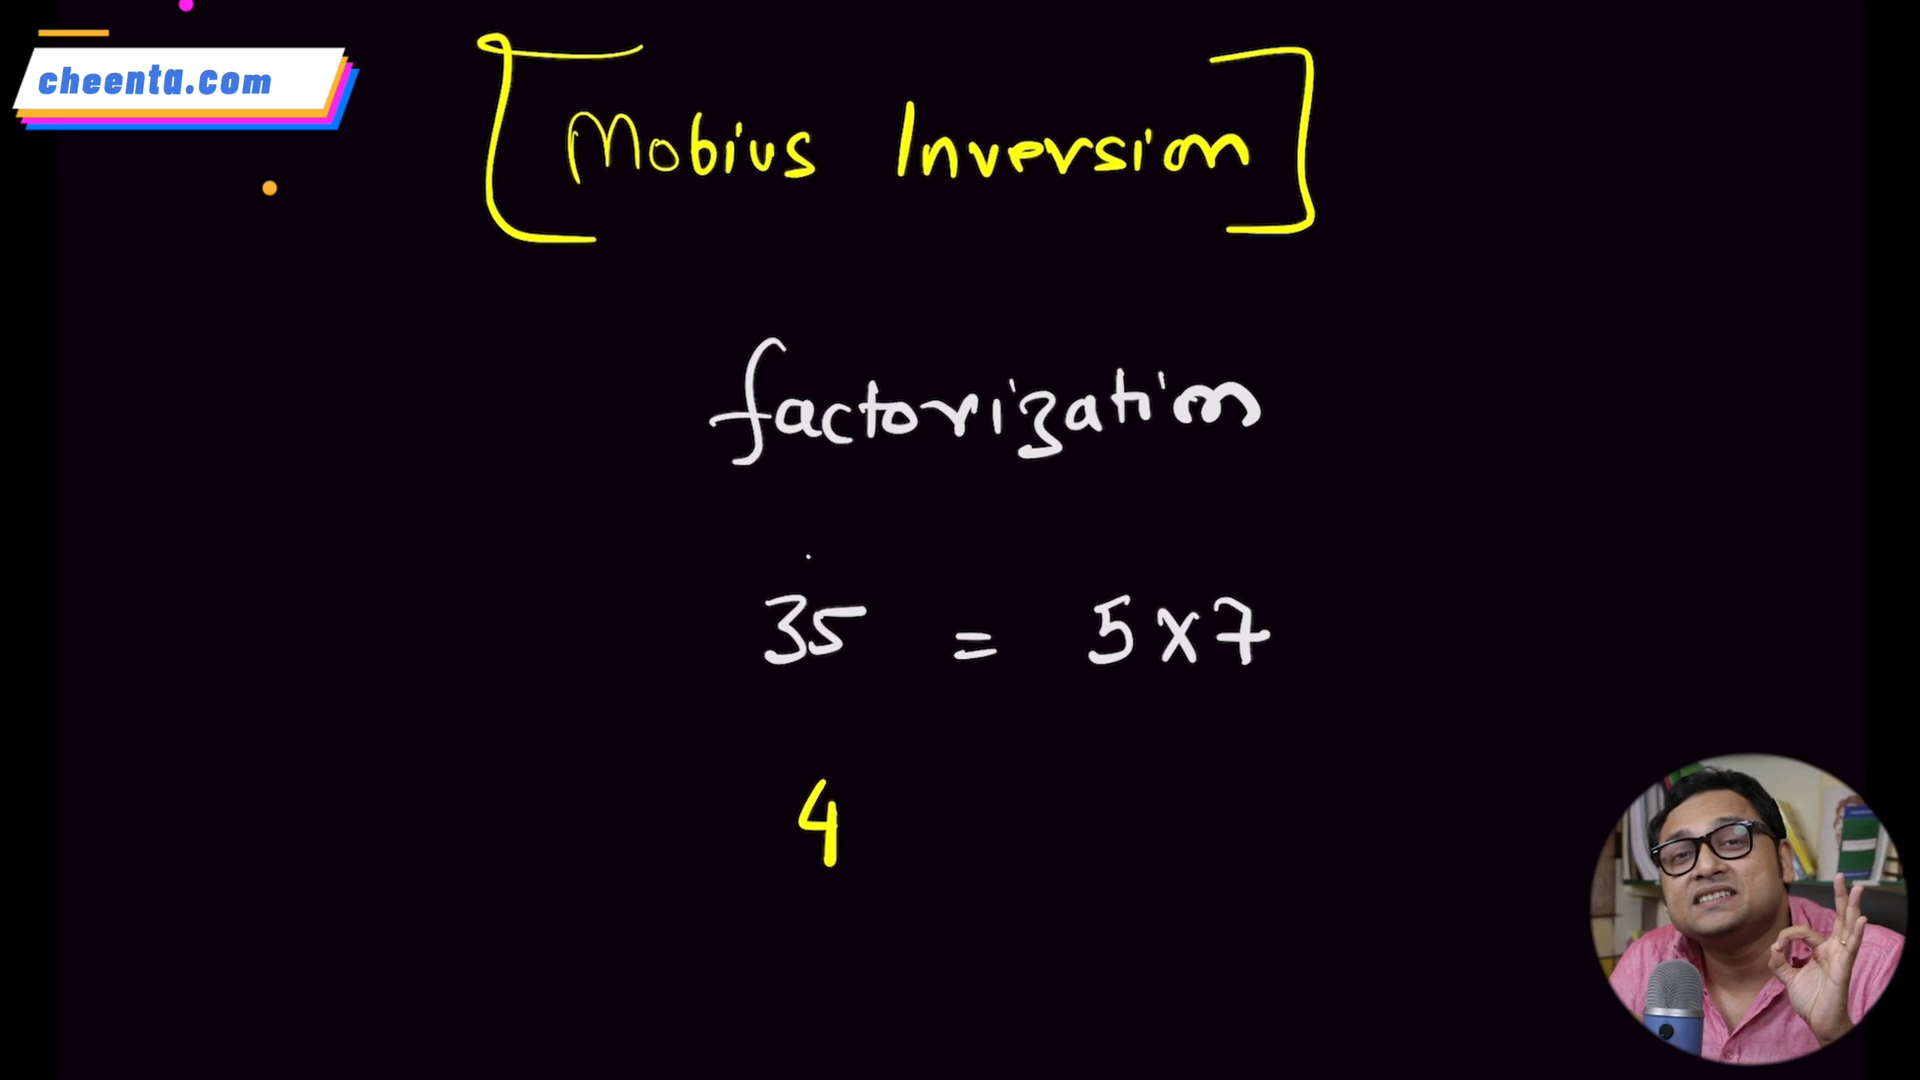 cheenta.com
[Mobius Inversion]
factorization
35 = 5x7
4